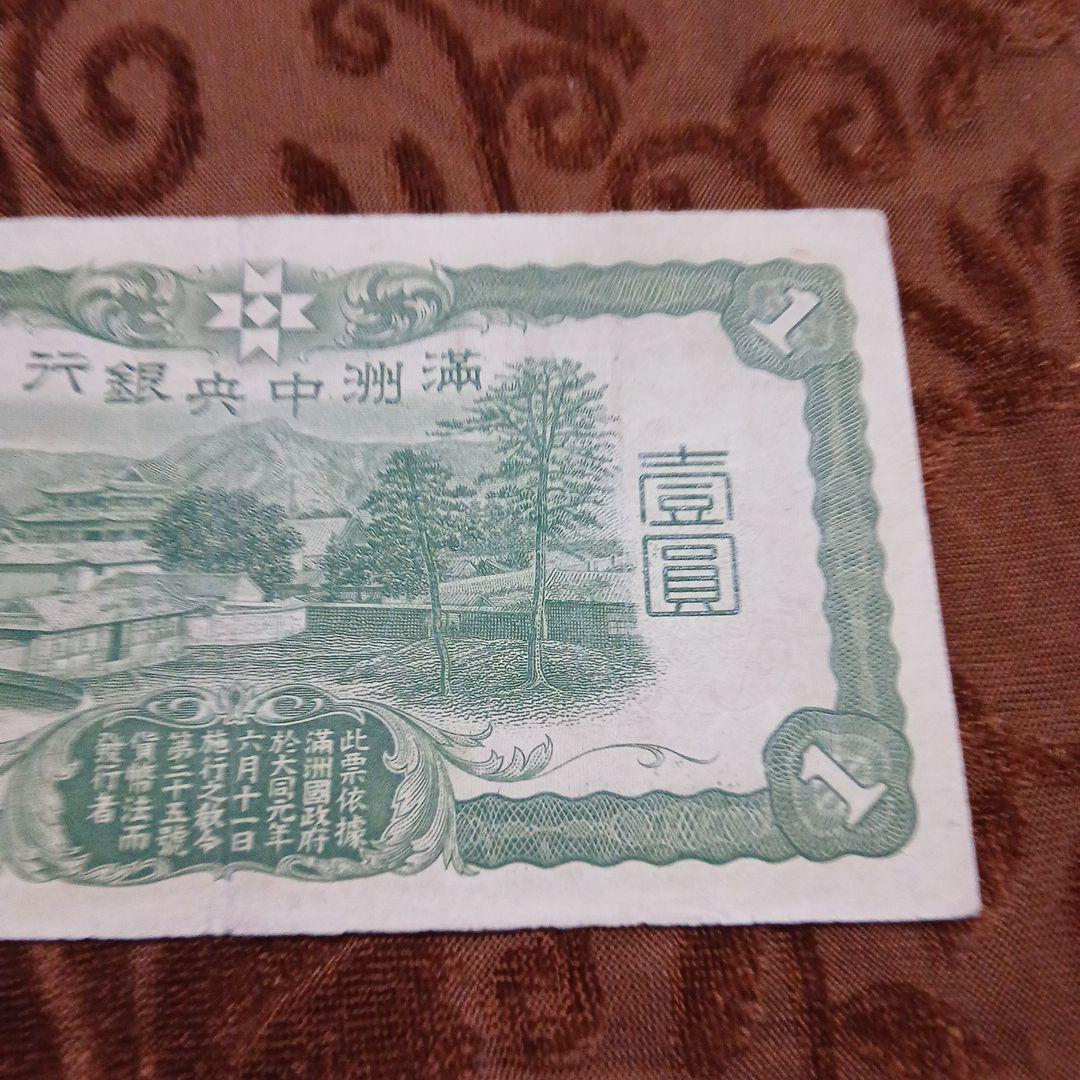 滿洲中央銀行
1
壹圓
此票依據
滿洲國政府
於大同元年
六月十一日
施行之敎令
第二十五號
貨幣法而
發行者
1